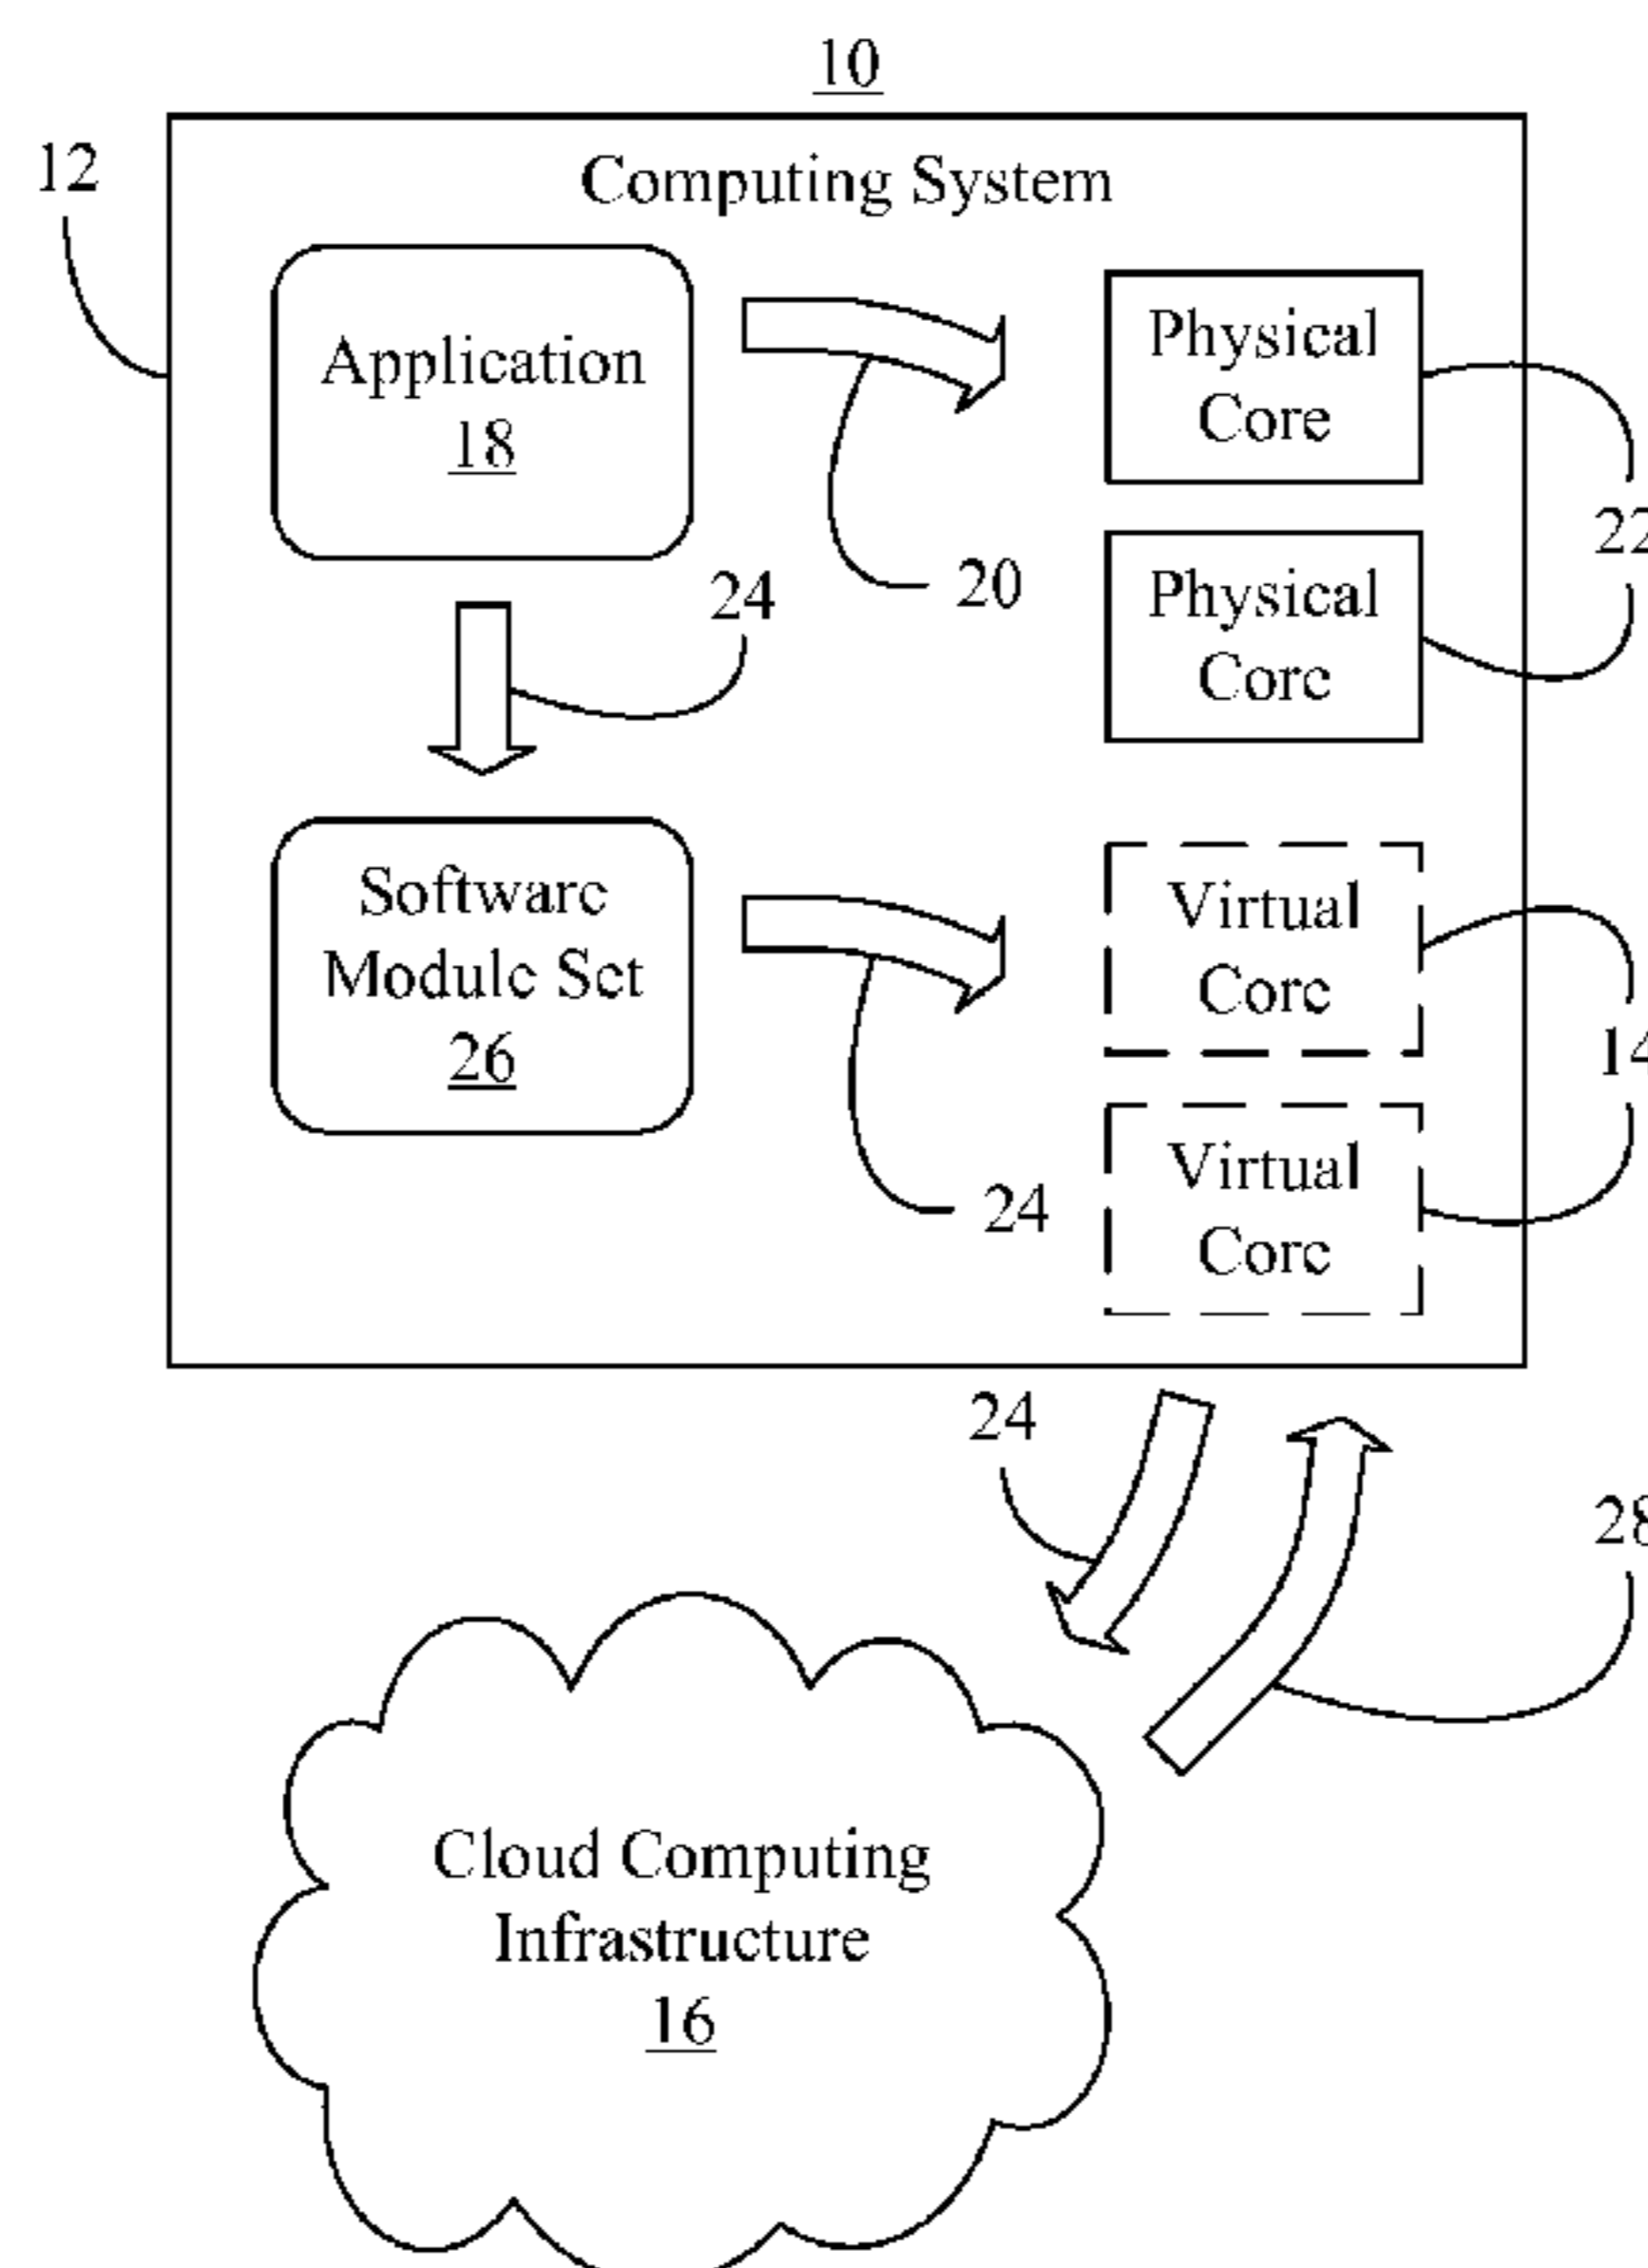 10
12
Computing System
Application
18
Physical
Core
22
20
Physical
Core
24
Software
Module Set
26
Virtual
Core
14
Virtual
Core
24
24
28
Cloud Computing
Infrastructure
16